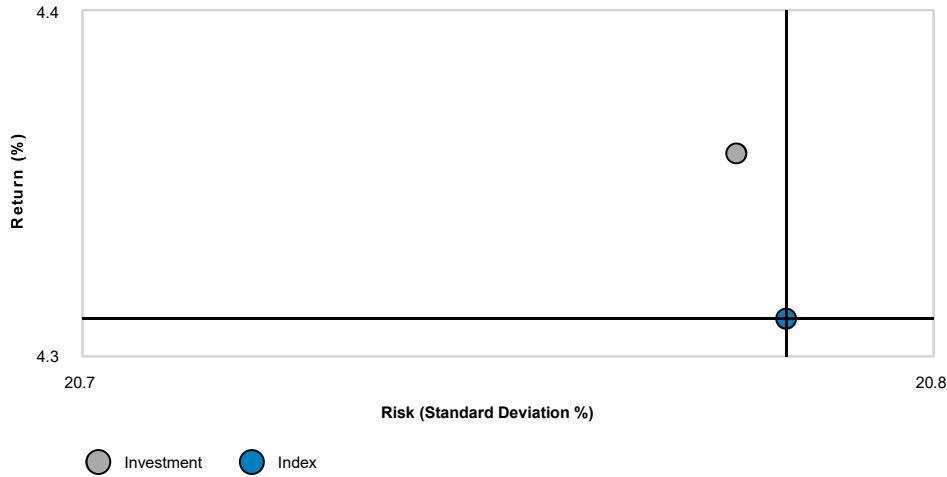 4.4
Return (%)
4.3
20.7
20.8
Risk (Standard Deviation %)
Investment
Index